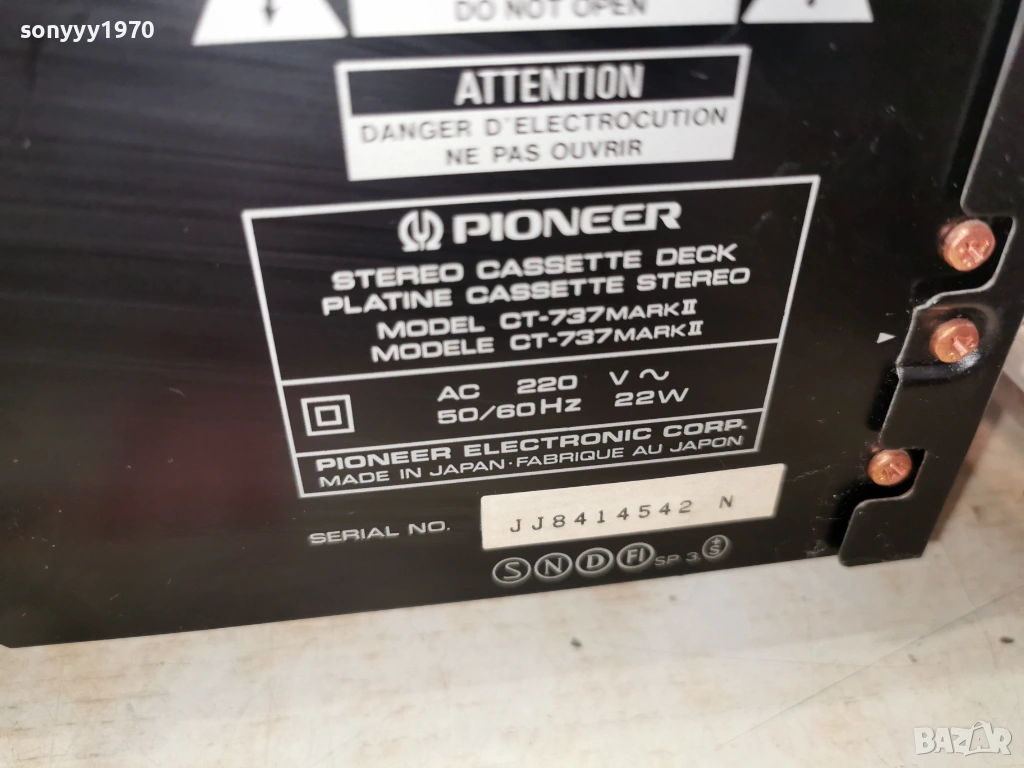 sonyyy1970
DO NOT OPEN
ATTENTION
DANGER D'ELECTROCUTION
NE PAS OUVRIR
PIONEER
STEREO CASSETTE DECK
PLATINE CASSETTE STEREO
MODEL CT-737MARKII
MODELE CT-737MARKII
AC 220 V ~
50/60Hz 22W
PIONEER ELECTRONIC CORP.
MADE IN JAPAN·FABRIQUE AU JAPON
SERIAL NO. JJ8414542 N
S N D FI SP 3 ±S
BAZAR